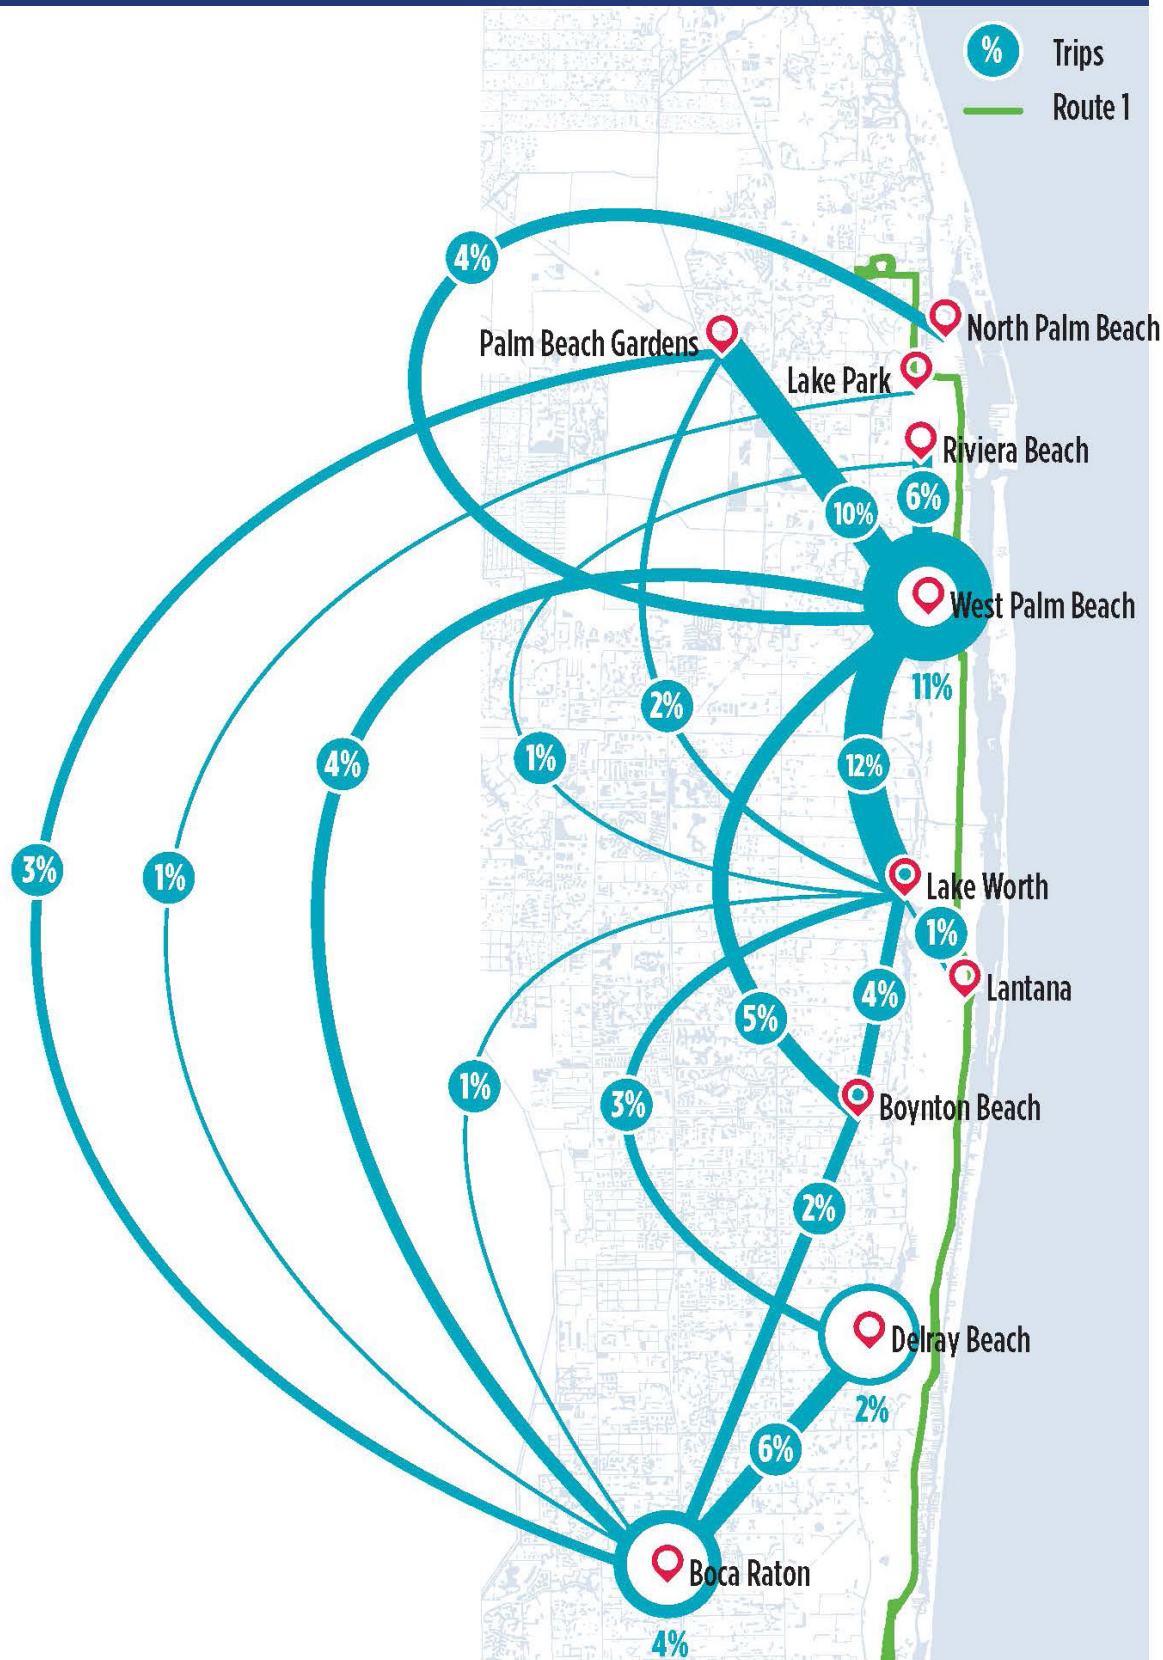 % Trips
Route 1
4%
North Palm Beach
Palm Beach Gardens
Lake Park
Riviera Beach
6%
10%
West Palm Beach
11%
2%
1%
4%
12%
3%
1%
Lake Worth
1%
Lantana
4%
5%
1%
3%
Boynton Beach
2%
Delray Beach
2%
6%
Boca Raton
4%